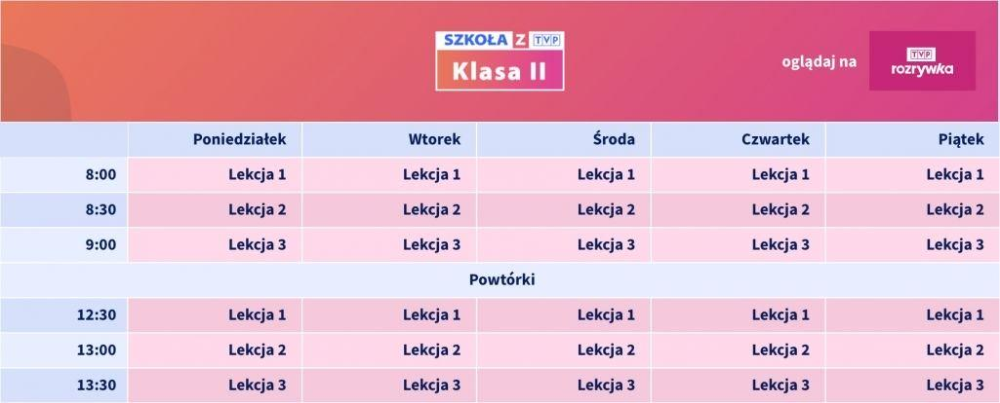 SZKOŁA Z TVP
Klasa II
oglądaj na
TVP
rozrywka
Poniedziałek Wtorek Środa Czwartek Piątek
8:00 Lekcja 1 Lekcja 1 Lekcja 1 Lekcja 1 Lekcja 1
8:30 Lekcja 2 Lekcja 2 Lekcja 2 Lekcja 2 Lekcja 2
9:00 Lekcja 3 Lekcja 3 Lekcja 3 Lekcja 3 Lekcja 3
Powtórki
12:30 Lekcja 1 Lekcja 1 Lekcja 1 Lekcja 1 Lekcja 1
13:00 Lekcja 2 Lekcja 2 Lekcja 2 Lekcja 2 Lekcja 2
13:30 Lekcja 3 Lekcja 3 Lekcja 3 Lekcja 3 Lekcja 3